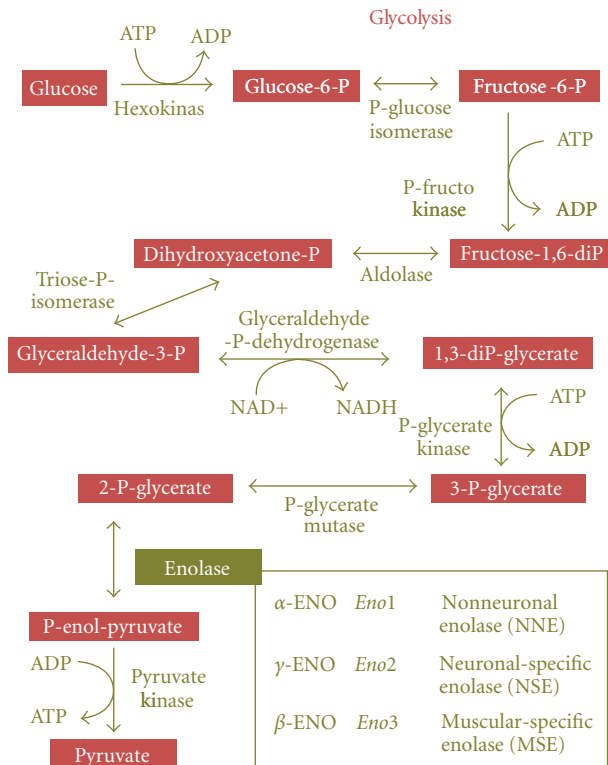 Glycolysis
ATP ADP
Glucose Glucose-6-P Fructose -6-P
Hexokinas
P-glucose
isomerase
ATP
P-fructo
kinase
ADP
Dihydroxyacetone-P Fructose-1,6-diP
Aldolase
Triose-P-
isomerase
Glyceraldehyde
-P-dehydrogenase
Glyceraldehyde-3-P 1,3-diP-glycerate
NAD+ NADH
ATP
P-glycerate
kinase
ADP
2-P-glycerate 3-P-glycerate
P-glycerate
mutase
Enolase
α-ENO Eno1 Nonneuronal
enolase (NNE)
γ-ENO Eno2 Neuronal-specific
enolase (NSE)
β-ENO Eno3 Muscular-specific
enolase (MSE)
P-enol-pyruvate
ADP
Pyruvate
kinase
ATP
Pyruvate